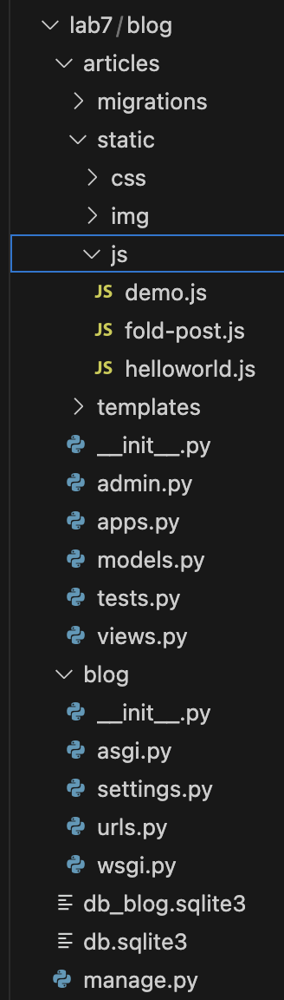 lab7/blog
articles
migrations
static
css
img
js
JS demo.js
JS fold-post.js
JS helloworld.js
templates
__init__.py
admin.py
apps.py
models.py
tests.py
views.py
blog
__init__.py
asgi.py
settings.py
urls.py
wsgi.py
db_blog.sqlite3
db.sqlite3
manage.py